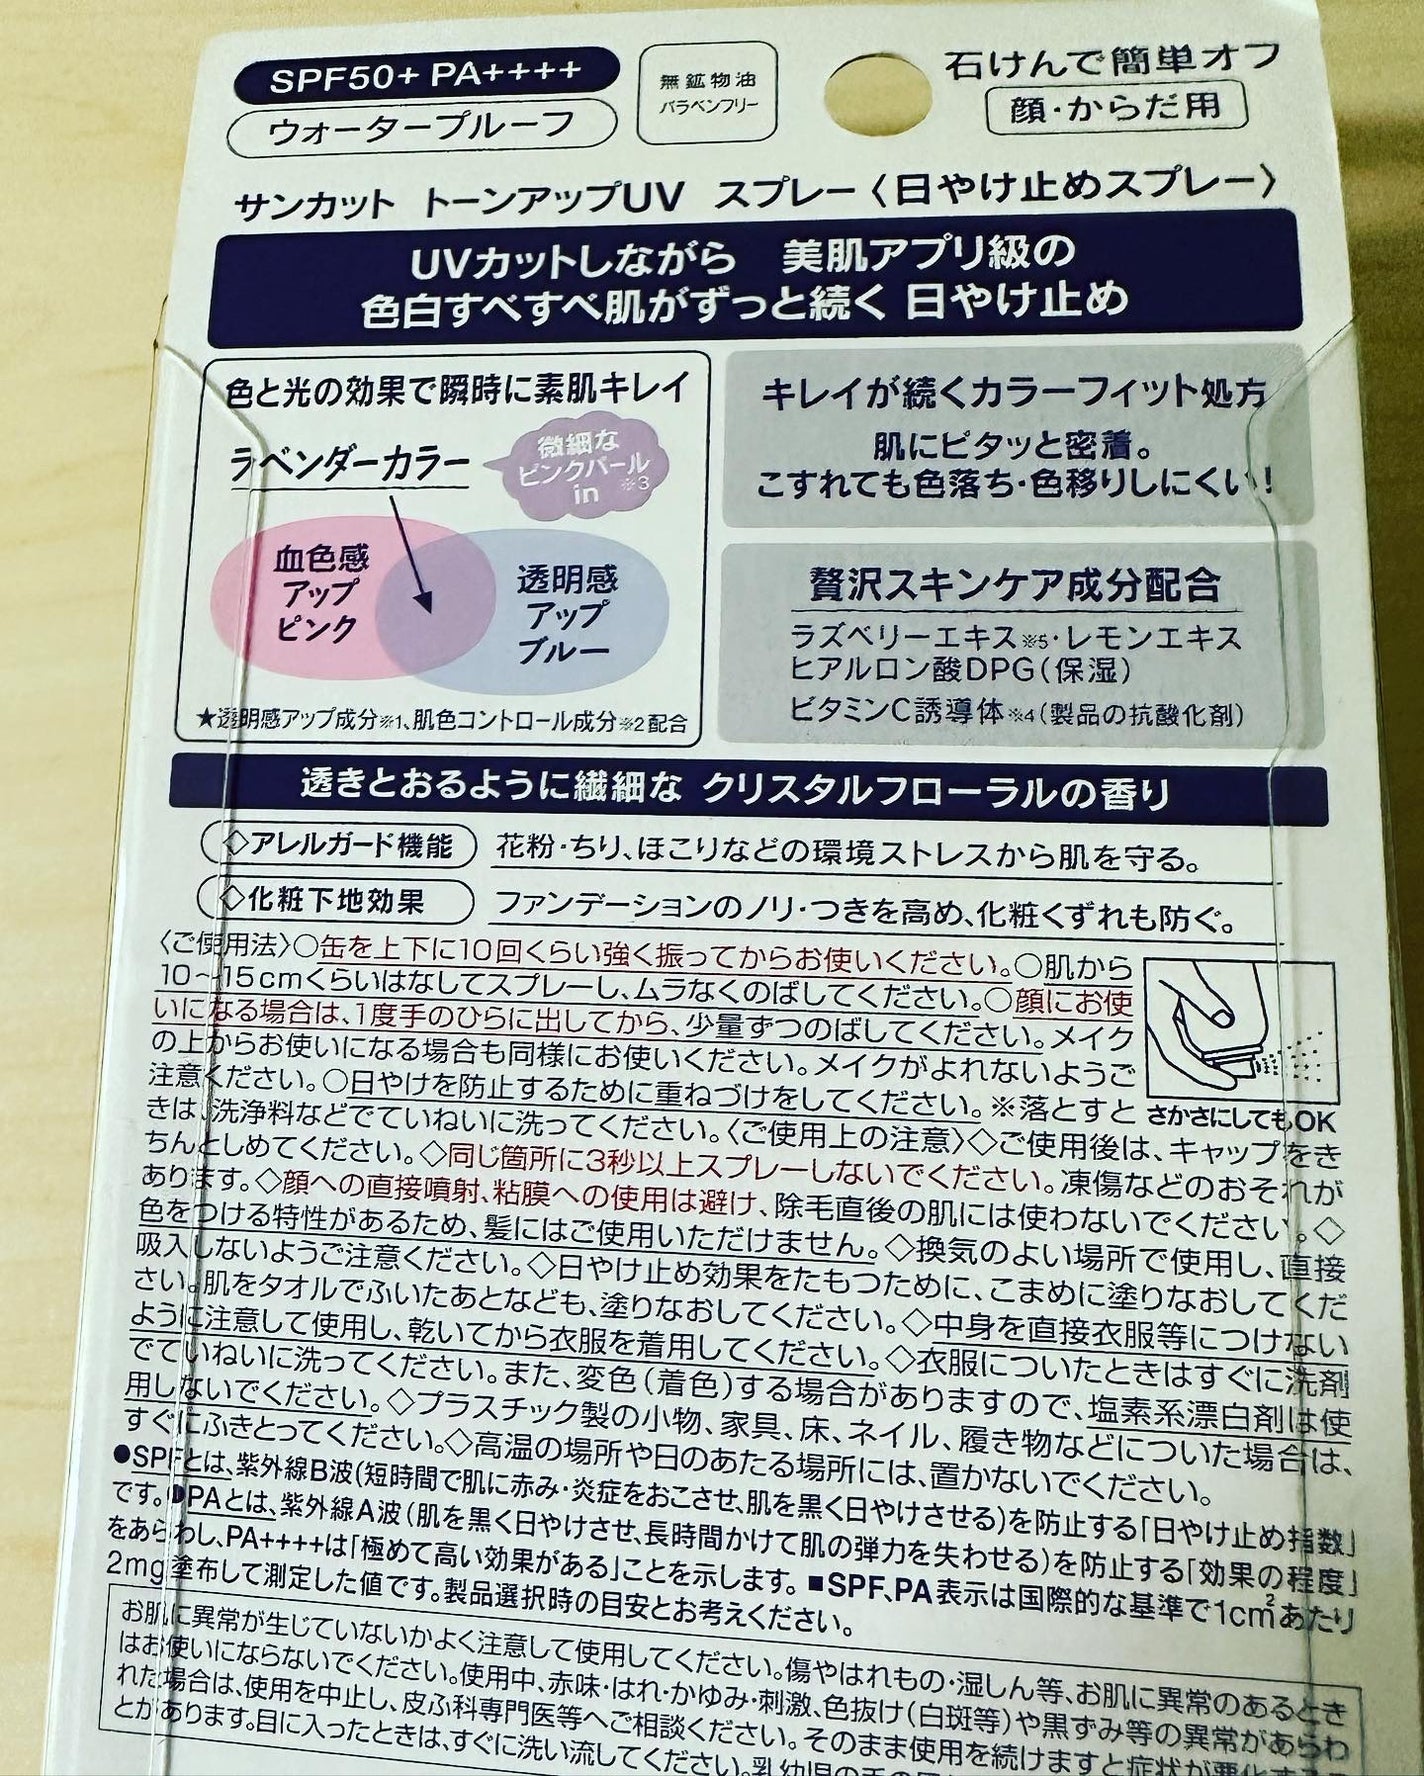 SPF50+ PA++++
ウォータープルーフ
無鉱物油
パラベンフリー
石けんで簡単オフ
顔・からだ用
サンカット トーンアップUV スプレー〈日やけ止めスプレー〉
UVカットしながら 美肌アプリ級の
色白すべすべ肌がずっと続く 日やけ止め
色と光の効果で瞬時に素肌キレイ
ラベンダーカラー
微細な
ピンクパール
in ※3
血色感
アップ
ピンク
透明感
アップ
ブルー
★透明感アップ成分※1、肌色コントロール成分※2配合
キレイが続くカラーフィット処方
肌にピタッと密着。
こすれても色落ち・色移りしにくい!
贅沢スキンケア成分配合
ラズベリーエキス※5・レモンエキス
ヒアルロン酸DPG(保湿)
ビタミンC誘導体※4(製品の抗酸化剤)
透きとおるように繊細な クリスタルフローラルの香り
◇アレルガード機能 花粉・ちり、ほこりなどの環境ストレスから肌を守る。
◇化粧下地効果 ファンデーションのノリ・つきを高め、化粧くずれも防ぐ。
〈ご使用法〉○缶を上下に10回くらい強く振ってからお使いください。○肌から
10〜15cmくらいはなしてスプレーし、ムラなくのばしてください。○顔にお使
いになる場合は、1度手のひらに出してから、少量ずつのばしてください。メイク
の上からお使いになる場合も同様にお使いください。メイクがよれないようご
注意ください。○日やけを防止するために重ねづけをしてください。※落とすと
さかさにしてもOK
きは、洗浄料などでていねいに洗ってください。〈ご使用上の注意〉◇ご使用後は、キャップをき
ちんとしめてください。◇同じ箇所に3秒以上スプレーしないでください。凍傷などのおそれが
あります。◇顔への直接噴射、粘膜への使用は避け、除毛直後の肌には使わないでください。◇
色をつける特性があるため、髪にはご使用いただけません。◇換気のよい場所で使用し、直接
吸入しないようご注意ください。◇日やけ止め効果をたもつために、こまめに塗りなおしてくだ
さい。肌をタオルでふいたあとなども、塗りなおしてください。◇中身を直接衣服等につけない
ように注意して使用し、乾いてから衣服を着用してください。◇衣服についたときはすぐに洗剤
でていねいに洗ってください。また、変色(着色)する場合がありますので、塩素系漂白剤は使
用しないでください。◇プラスチック製の小物、家具、床、ネイル、履き物などについた場合は、
すぐにふきとってください。◇高温の場所や日のあたる場所には、置かないでください。
●SPFとは、紫外線B波(短時間で肌に赤み・炎症をおこさせ、肌を黒く日やけさせる)を防止する「日やけ止め指数」
です。●PAとは、紫外線A波(肌を黒く日やけさせ、長時間かけて肌の弾力を失わせる)を防止する「効果の程度」
をあらわし、PA++++は「極めて高い効果がある」ことを示します。■SPF、PA表示は国際的な基準で1c㎡あたり
2mg塗布して測定した値です。製品選択時の目安とお考えください。
お肌に異常が生じていないかよく注意して使用してください。傷やはれもの・湿しん等、お肌に異常のあるとき
はお使いにならないでください。使用中、赤味・はれ・かゆみ・刺激、色抜け(白斑等)や黒ずみ等の異常があらわ
れた場合は、使用を中止し、皮ふ科専門医等へご相談ください。そのまま使用を続けますと症状が悪化するこ
とがあります。目に入ったときは、すぐに洗い流してください。乳幼児の手の